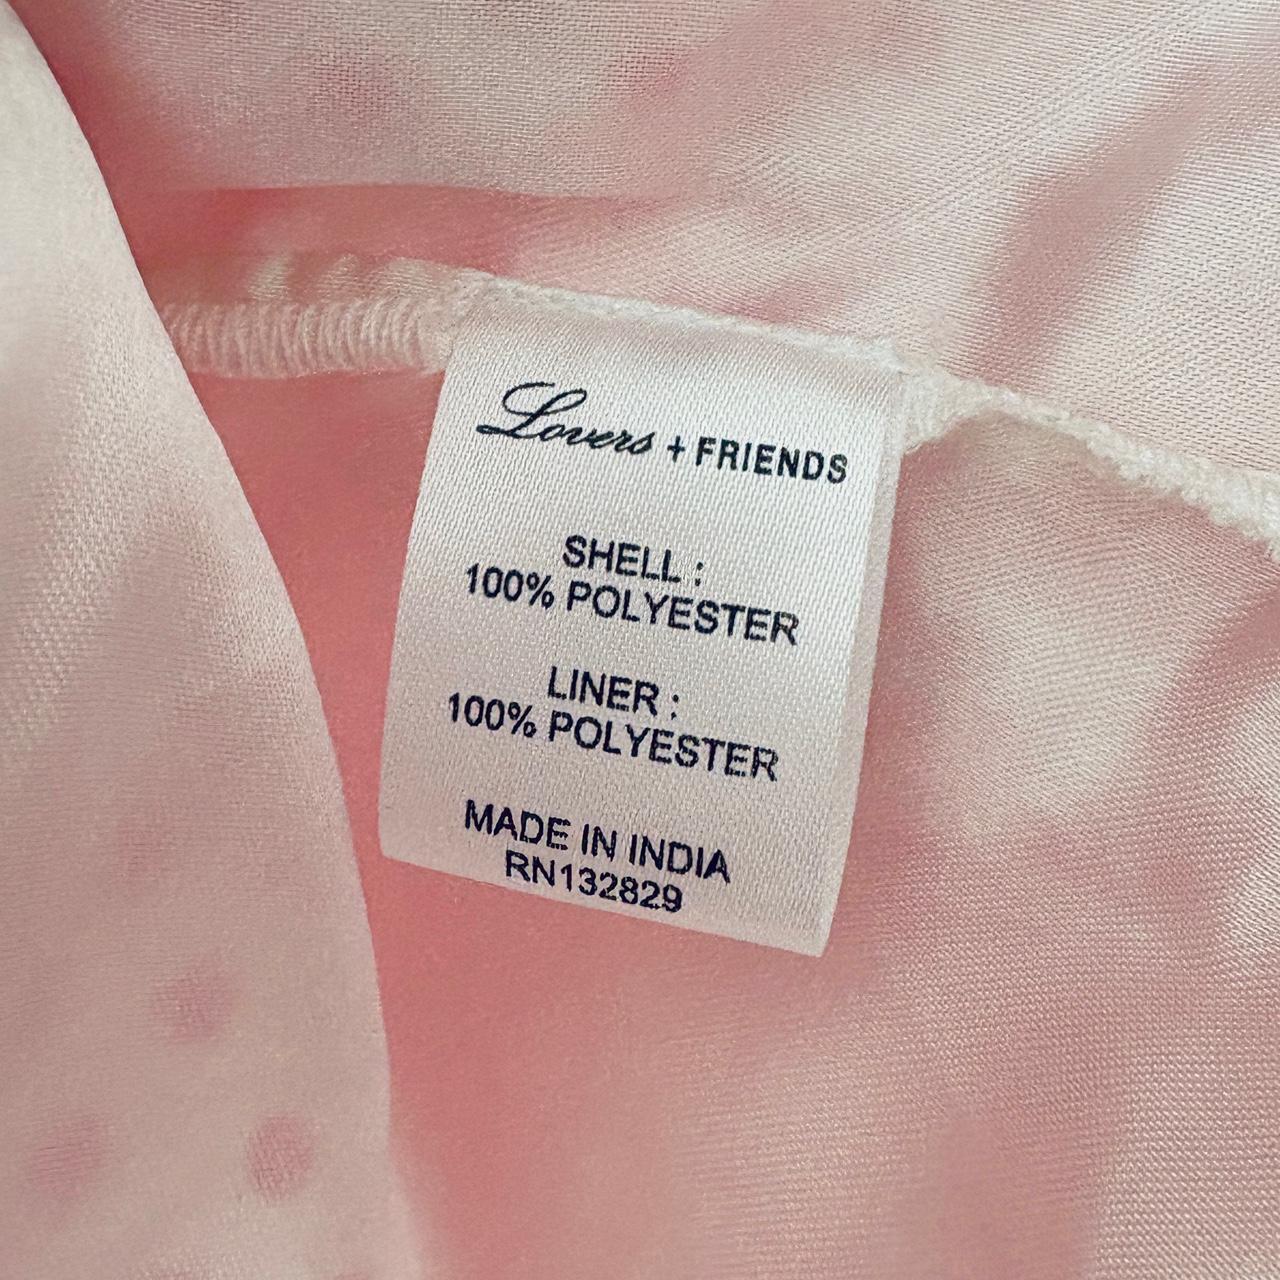 Lovers + FRIENDS
SHELL :
100% POLYESTER
LINER :
100% POLYESTER
MADE IN INDIA
RN132829